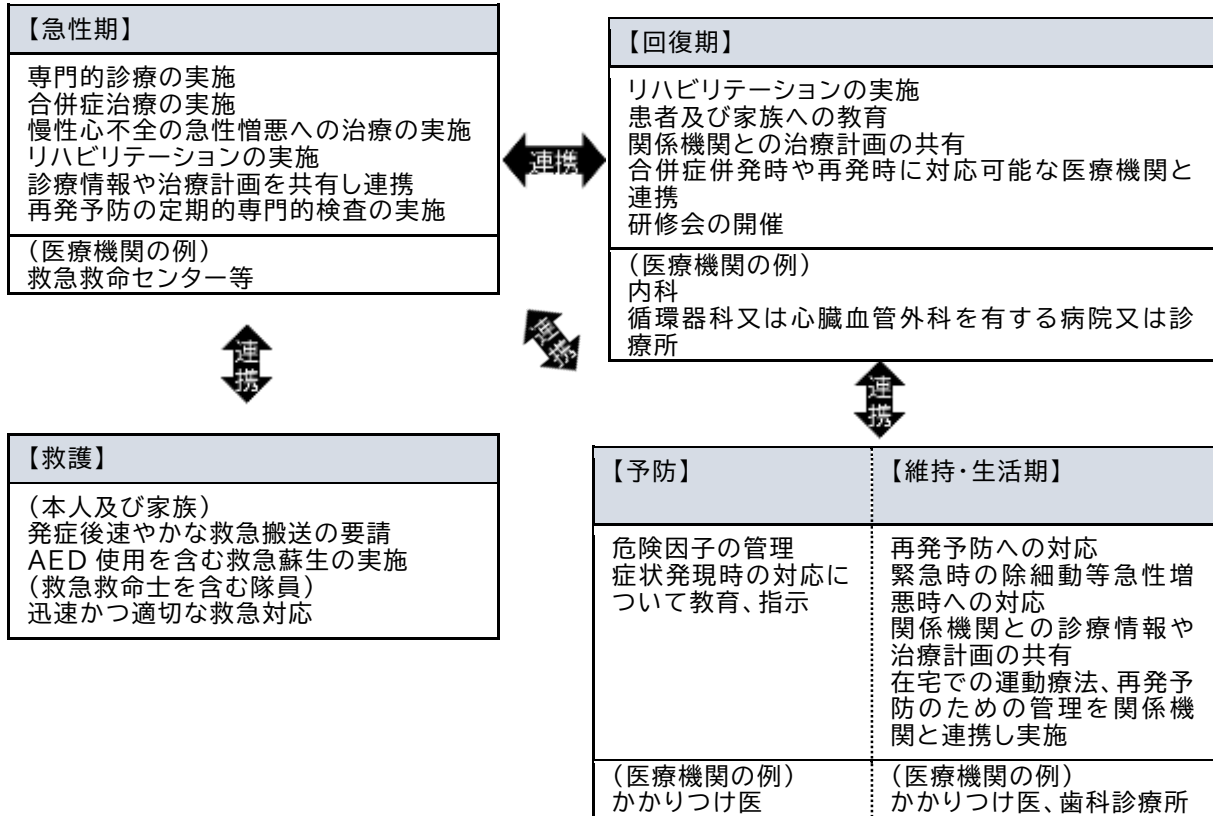 【急性期】
専門的診療の実施
合併症治療の実施
慢性心不全の急性憎悪への治療の実施
リハビリテーションの実施
診療情報や治療計画を共有し連携
再発予防の定期的専門的検査の実施
(医療機関の例)
救急救命センター等
連携
【回復期】
リハビリテーションの実施
患者及び家族への教育
関係機関との治療計画の共有
合併症併発時や再発時に対応可能な医療機関と
連携
研修会の開催
(医療機関の例)
内科
循環器科又は心臓血管外科を有する病院又は診
療所
連携
連携
連携
【救護】
(本人及び家族)
発症後速やかな救急搬送の要請
AED 使用を含む救急蘇生の実施
(救急救命士を含む隊員)
迅速かつ適切な救急対応
【予防】
危険因子の管理
症状発現時の対応に
ついて教育、指示
(医療機関の例)
かかりつけ医
【維持・生活期】
再発予防への対応
緊急時の除細動等急性増
悪時への対応
関係機関との診療情報や
治療計画の共有
在宅での運動療法、再発予
防のための管理を関係機
関と連携し実施
(医療機関の例)
かかりつけ医、歯科診療所